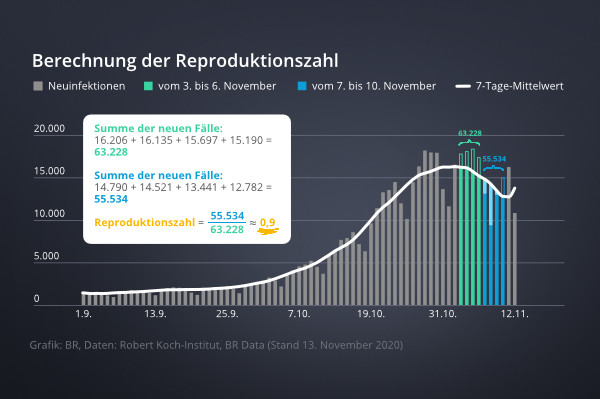 Berechnung der Reproduktionszahl
Neuinfektionen vom 3. bis 6. November vom 7. bis 10. November 7-Tage-Mittelwert
Summe der neuen Fälle:
16.206 + 16.135 + 15.697 + 15.190 =
63.228
Summe der neuen Fälle:
14.790 + 14.521 + 13.441 + 12.782 =
55.534
Reproduktionszahl = 55.534 / 63.228 ≈ 0,9
63.228
55.534
20.000
15.000
10.000
5.000
0
1.9. 13.9. 25.9. 7.10. 19.10. 31.10. 12.11.
Grafik: BR, Daten: Robert Koch-Institut, BR Data (Stand 13. November 2020)